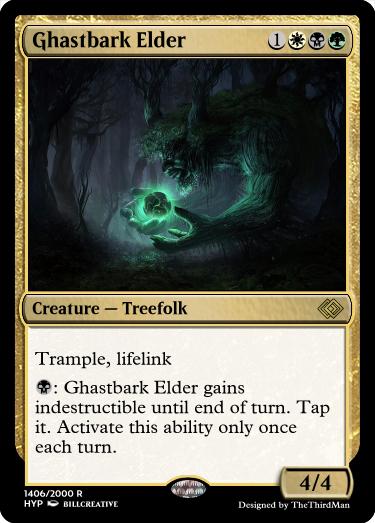 Ghastbark Elder 1
Creature — Treefolk
Trample, lifelink
: Ghastbark Elder gains
indestructible until end of turn. Tap
it. Activate this ability only once
each turn.
4/4
1406/2000 R
HYP BILLCREATIVE
Designed by TheThirdMan